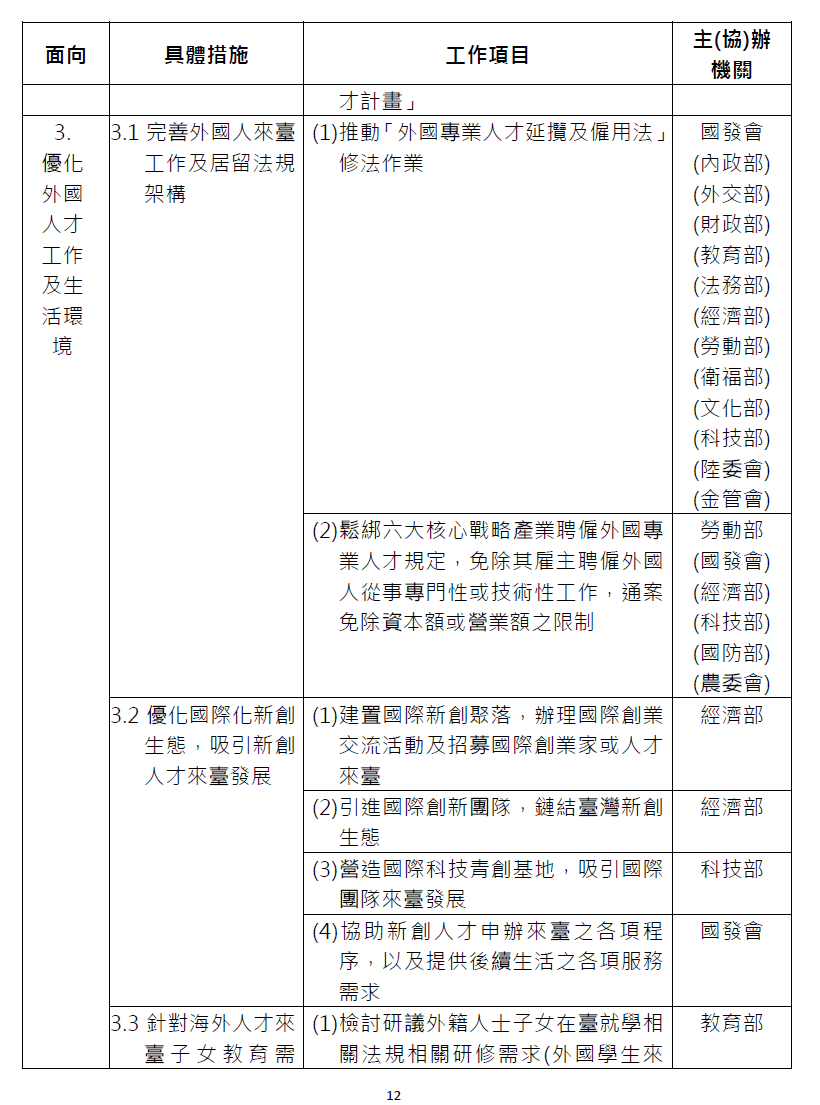 面向
具體措施
工作項目
主(協)辦
機關
才計畫」
3.
優化
外國
人才
工作
及生
活環
境
3.1 完善外國人來臺
工作及居留法規
架構
(1)推動「外國專業人才延攬及僱用法」
修法作業
國發會
(內政部)
(外交部)
(財政部)
(教育部)
(法務部)
(經濟部)
(勞動部)
(衛福部)
(文化部)
(科技部)
(陸委會)
(金管會)
(2)鬆綁六大核心戰略產業聘僱外國專
業人才規定，免除其雇主聘僱外國
人從事專門性或技術性工作，通案
免除資本額或營業額之限制
勞動部
(國發會)
(經濟部)
(科技部)
(國防部)
(農委會)
3.2 優化國際化新創
生態，吸引新創
人才來臺發展
(1)建置國際新創聚落，辦理國際創業
交流活動及招募國際創業家或人才
來臺
經濟部
(2)引進國際創新團隊，鏈結臺灣新創
生態
經濟部
(3)營造國際科技青創基地，吸引國際
團隊來臺發展
科技部
(4)協助新創人才申辦來臺之各項程
序，以及提供後續生活之各項服務
需求
國發會
3.3 針對海外人才來
臺子女教育需
(1)檢討研議外籍人士子女在臺就學相
關法規相關研修需求(外國學生來
教育部
12